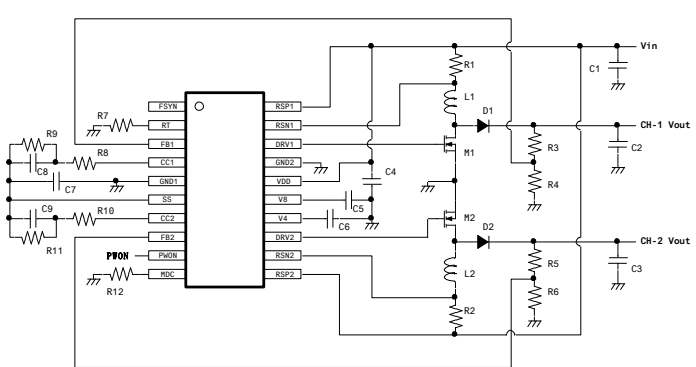 Vin
R1
C1
L1
D1
CH-1 Vout
R7
FSYN
RSP1
RT
RSN1
R9
FB1
DRV1
M1
R3
C2
R8
CC1
GND2
C8
C7
GND1
VDD
C4
R4
SS
V8
C5
C9
R10
CC2
V4
C6
M2
R11
FB2
DRV2
D2
CH-2 Vout
PWON
PWON
RSN2
R5
C3
R12
MDC
RSP2
L2
R6
R2